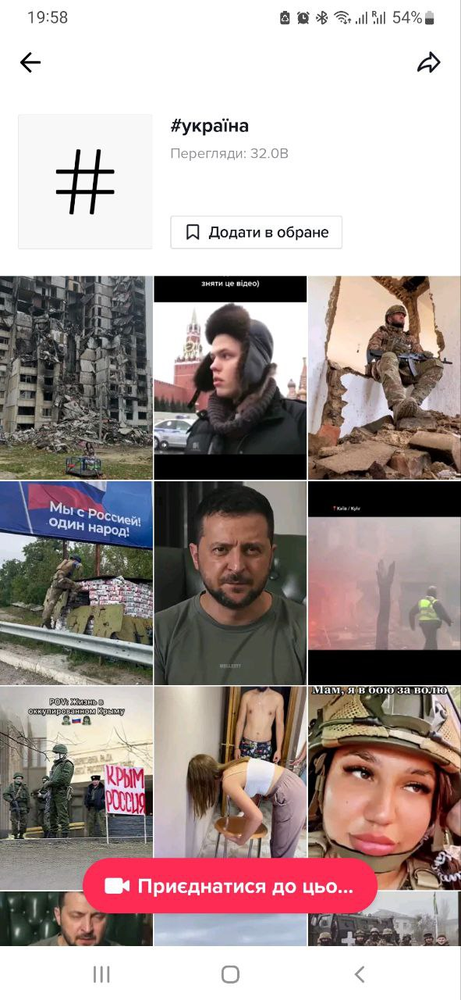 19:58
54%
#україна
Перегляди: 32.0B
Додати в обране
зняти це відео)
Мы с Россией!
один народ!
Київ / Kyiv
POV: Жизнь в
оккупированном Крыму
КРЫМ
РОССИЯ
Мам, я в бою за волю
Приєднатися до цьо...